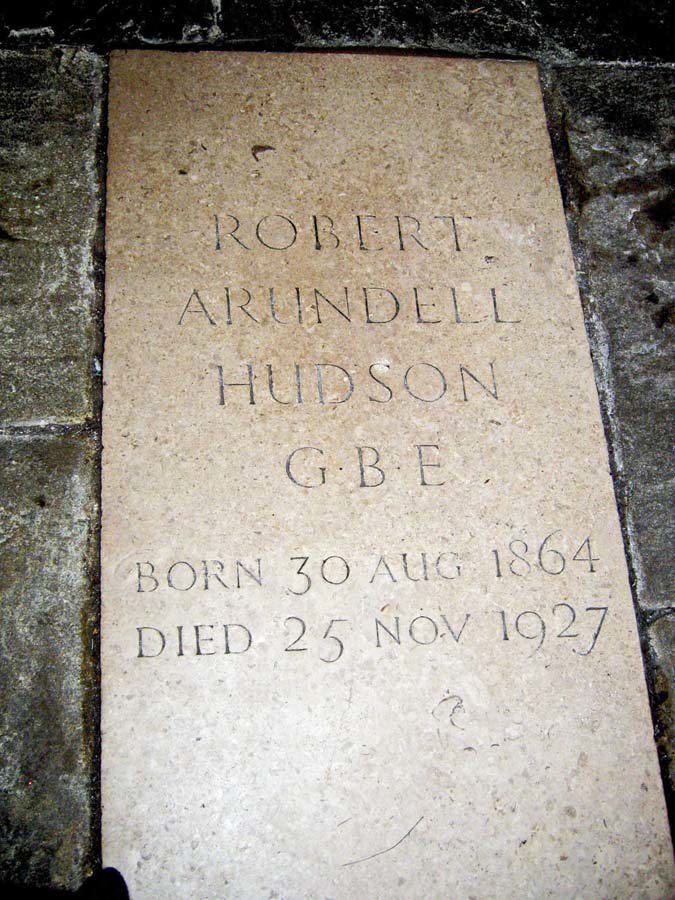 ROBERT
ARUNDELL
HUDSON
G·B·E
BORN 30 AUG 1864
DIED 25 NOV 1927